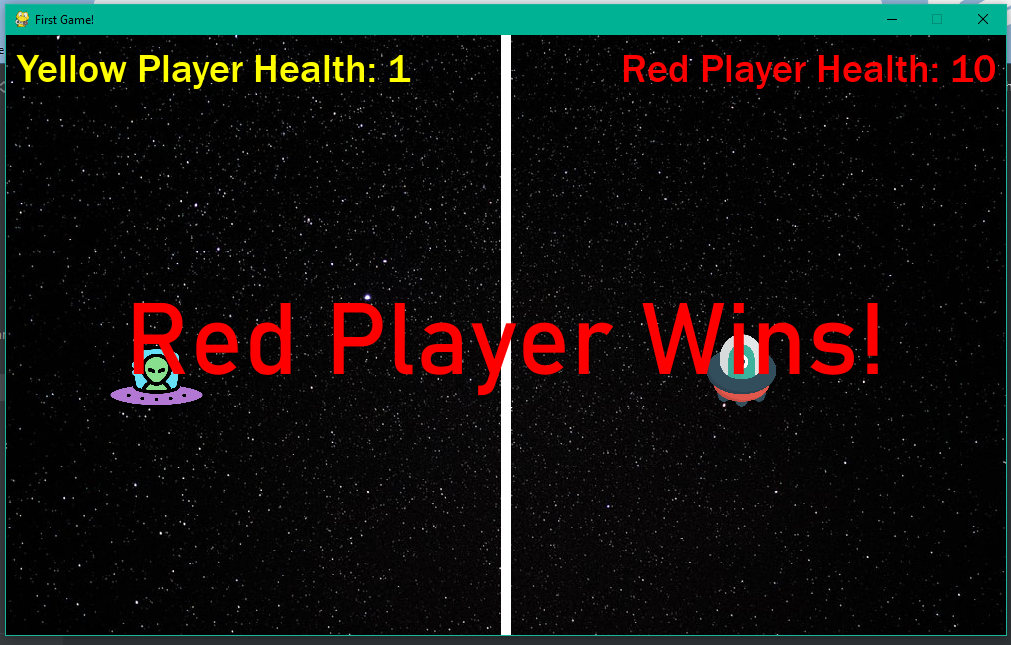 First Game!
Yellow Player Health: 1
Red Player Health: 10
Red Player Wins!